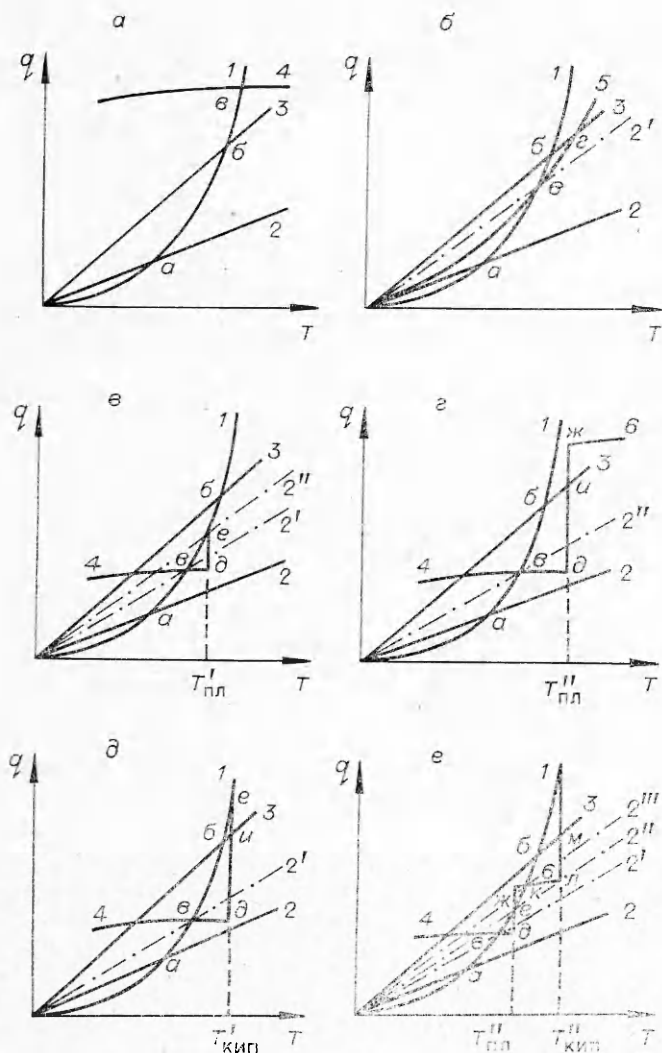 а
q
1
4
в
3
б
2
а
T
б
q
1
5
3
2'
б
г
в
2
а
T
в
q
1
3
2"
б
2'
е
4
в
д
2
а
T'пл
T
г
q
1
ж
6
3
и
б
2"
4
в
д
2
а
T"пл
T
д
q
1
е
3
б
и
2'
4
в
д
2
а
T'кип
T
е
q
1
3
2'''
2"
2'
б
м
6
л
ж
к
е
4
в
д
2
а
T"пл
T"кип
T